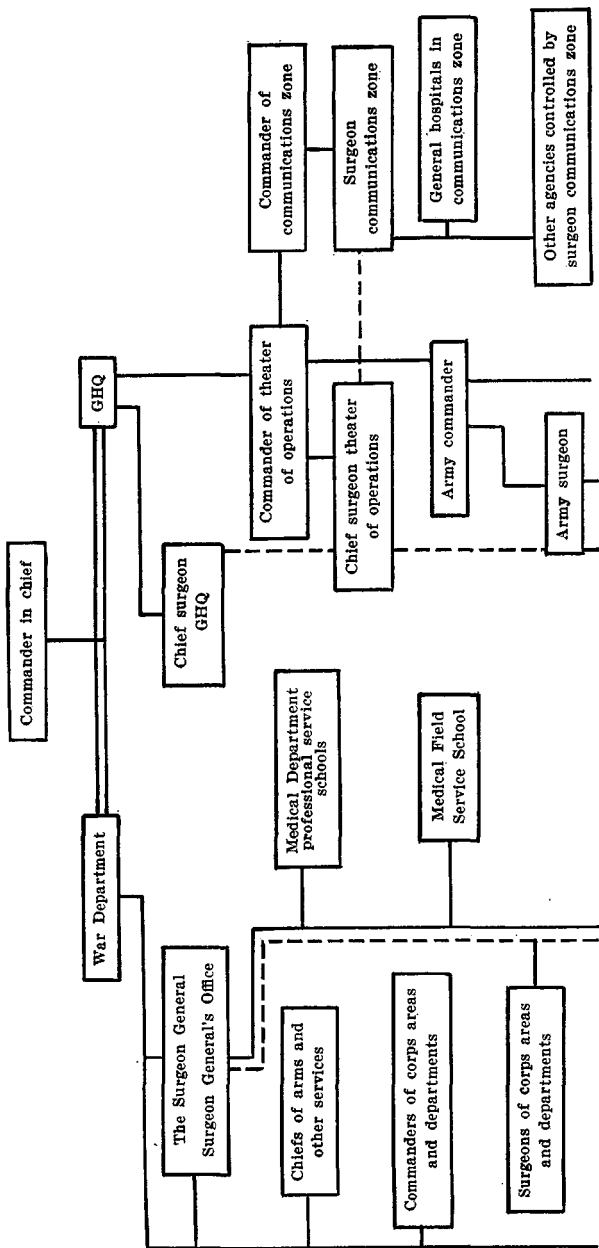 Commander in chief
War Department
GHQ
The Surgeon General
Surgeon General's Office
Chief surgeon
GHQ
Chiefs of arms and
other services
Medical Department
professional service
schools
Commander of theater
of operations
Commander of
communications zone
Commanders of corps areas
and departments
Medical Field
Service School
Chief surgeon theater
of operations
Surgeon
communications zone
Surgeons of corps areas
and departments
Army commander
General hospitals in
communications zone
Army surgeon
Other agencies controlled by
surgeon communications zone